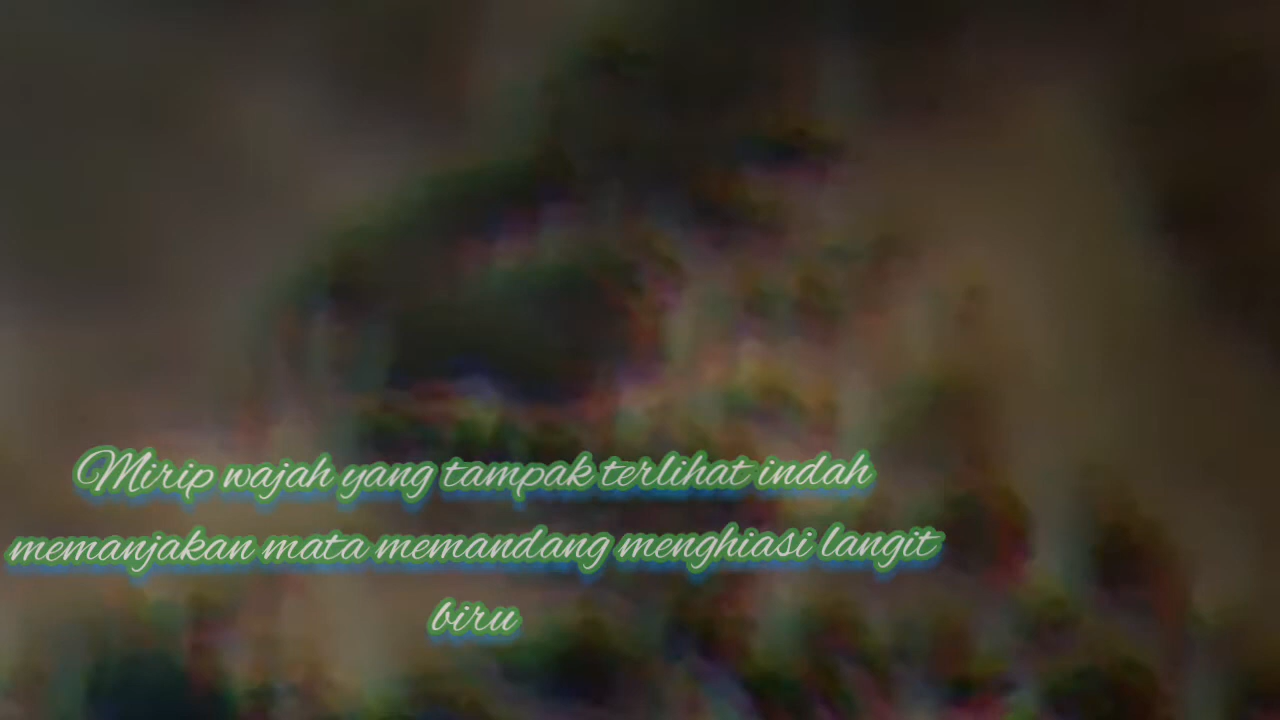 Mirip wajah yang tampak terlihat indah
memanjakan mata memandang menghiasi langit
biru